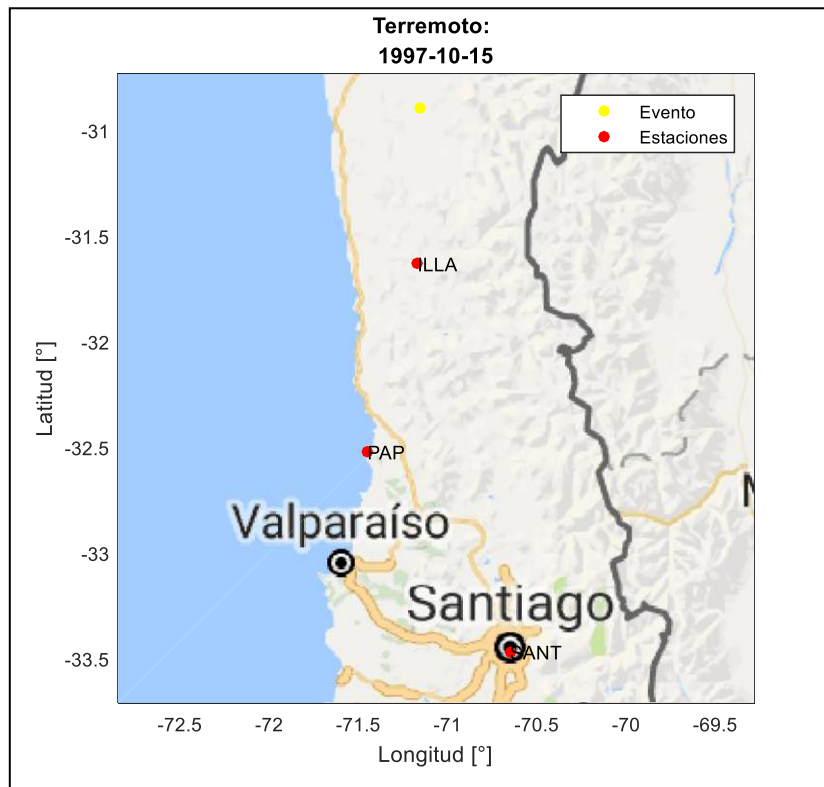 Terremoto:
1997-10-15
Evento
Estaciones
-31
-31.5
ILLA
-32
-32.5
PAP
Valparaíso
-33
Santiago
-33.5
SANT
-72.5
-72
-71.5
-71
-70.5
-70
-69.5
Longitud [°]
Latitud [°]